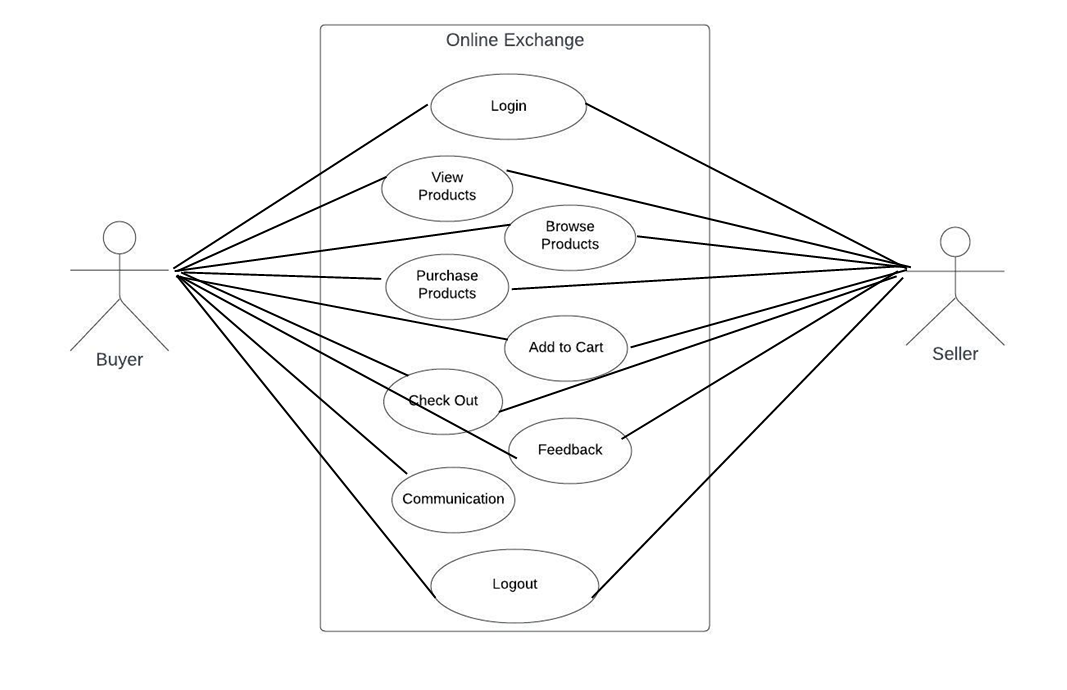 Online Exchange
Login
View
Products
Browse
Products
Purchase
Products
Add to Cart
Check Out
Feedback
Communication
Logout
Buyer
Seller